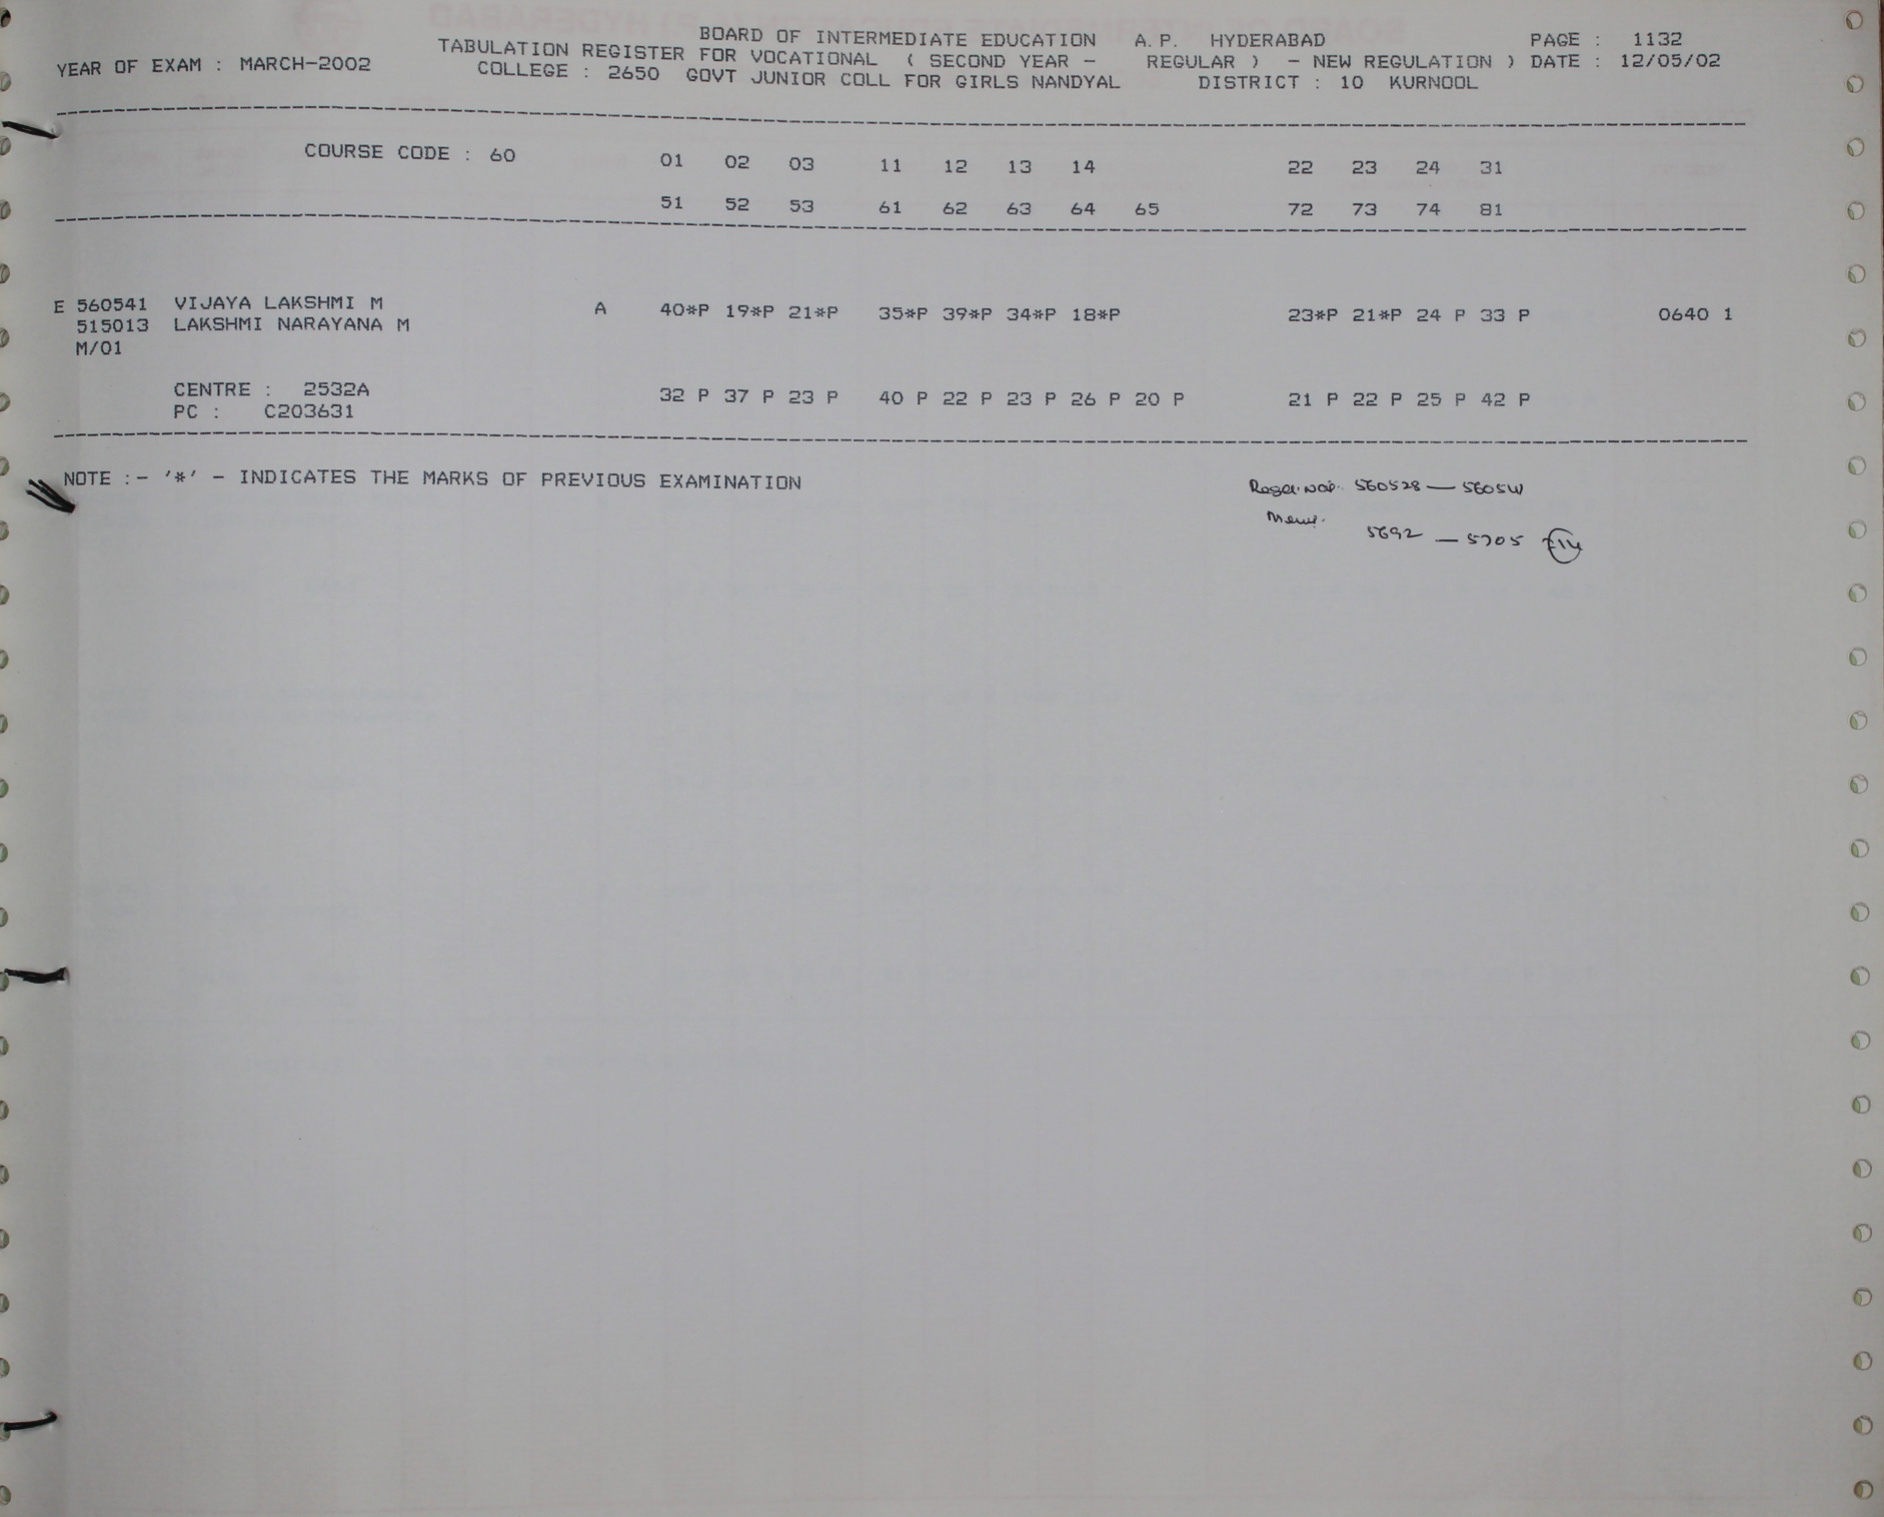 BOARD OF INTERMEDIATE EDUCATION A.P. HYDERABAD PAGE : 1132
YEAR OF EXAM : MARCH-2002 TABULATION REGISTER FOR VOCATIONAL ( SECOND YEAR - REGULAR ) - NEW REGULATION ) DATE : 12/05/02
COLLEGE : 2650 GOVT JUNIOR COLL FOR GIRLS NANDYAL DISTRICT : 10 KURNOOL
COURSE CODE : 60 01 02 03 11 12 13 14 22 23 24 31
51 52 53 61 62 63 64 65 72 73 74 81
E 560541 VIJAYA LAKSHMI M A 40*P 19*P 21*P 35*P 39*P 34*P 18*P 23*P 21*P 24 P 33 P 0640 1
515013 LAKSHMI NARAYANA M
M/01
CENTRE : 2532A 32 P 37 P 23 P 40 P 22 P 23 P 26 P 20 P 21 P 22 P 25 P 42 P
PC : C203631
NOTE :- '*' - INDICATES THE MARKS OF PREVIOUS EXAMINATION
560528 —
5692 — 5705